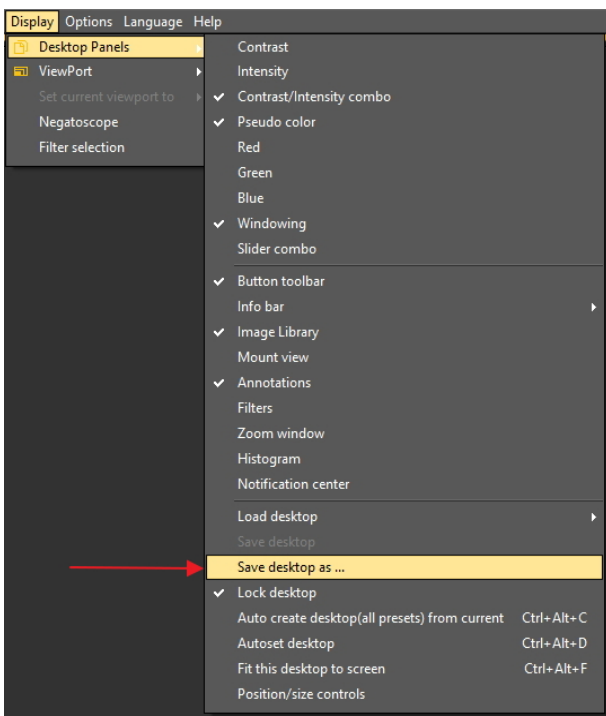 Display Options Language Help
Desktop Panels
ViewPort
Set current viewport to
Negatoscope
Filter selection
Contrast
Intensity
Contrast/Intensity combo
Pseudo color
Red
Green
Blue
Windowing
Slider combo
Button toolbar
Info bar
Image Library
Mount view
Annotations
Filters
Zoom window
Histogram
Notification center
Load desktop
Save desktop
Save desktop as ...
Lock desktop
Auto create desktop(all presets) from current Ctrl+Alt+C
Autoset desktop Ctrl+Alt+D
Fit this desktop to screen Ctrl+Alt+F
Position/size controls